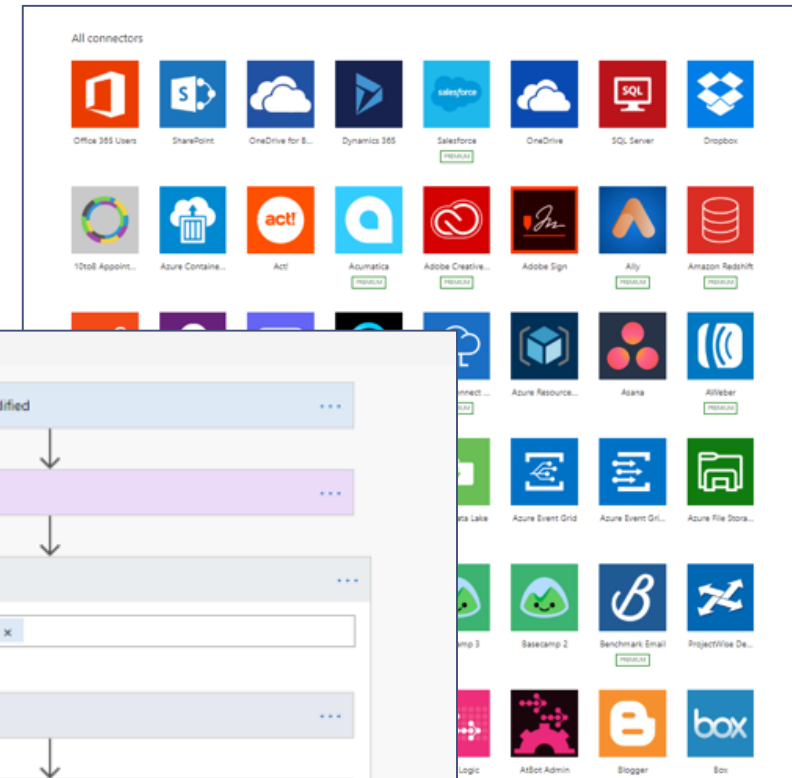 All connectors
S
salesforce
SQL
Office 365 Users
SharePoint
OneDrive for B...
Dynamics 365
Salesforce
OneDrive
SQL Server
Dropbox
PREMIUM
act!
10to8 Appoint...
Azure Containe...
Act!
Acumatica
Adobe Creative...
Adobe Sign
Ally
Amazon Redshift
PREMIUM
PREMIUM
PREMIUM
PREMIUM
nnect ...
Azure Resource...
Asana
AWeber
PREMIUM
dified
ata Lake
Azure Event Grid
Azure Event Gri...
Azure File Stora...
x
B
amp 3
Basecamp 2
Benchmark Email
ProjectWise De...
PREMIUM
box
Logic
AtBot Admin
Blogger
Box